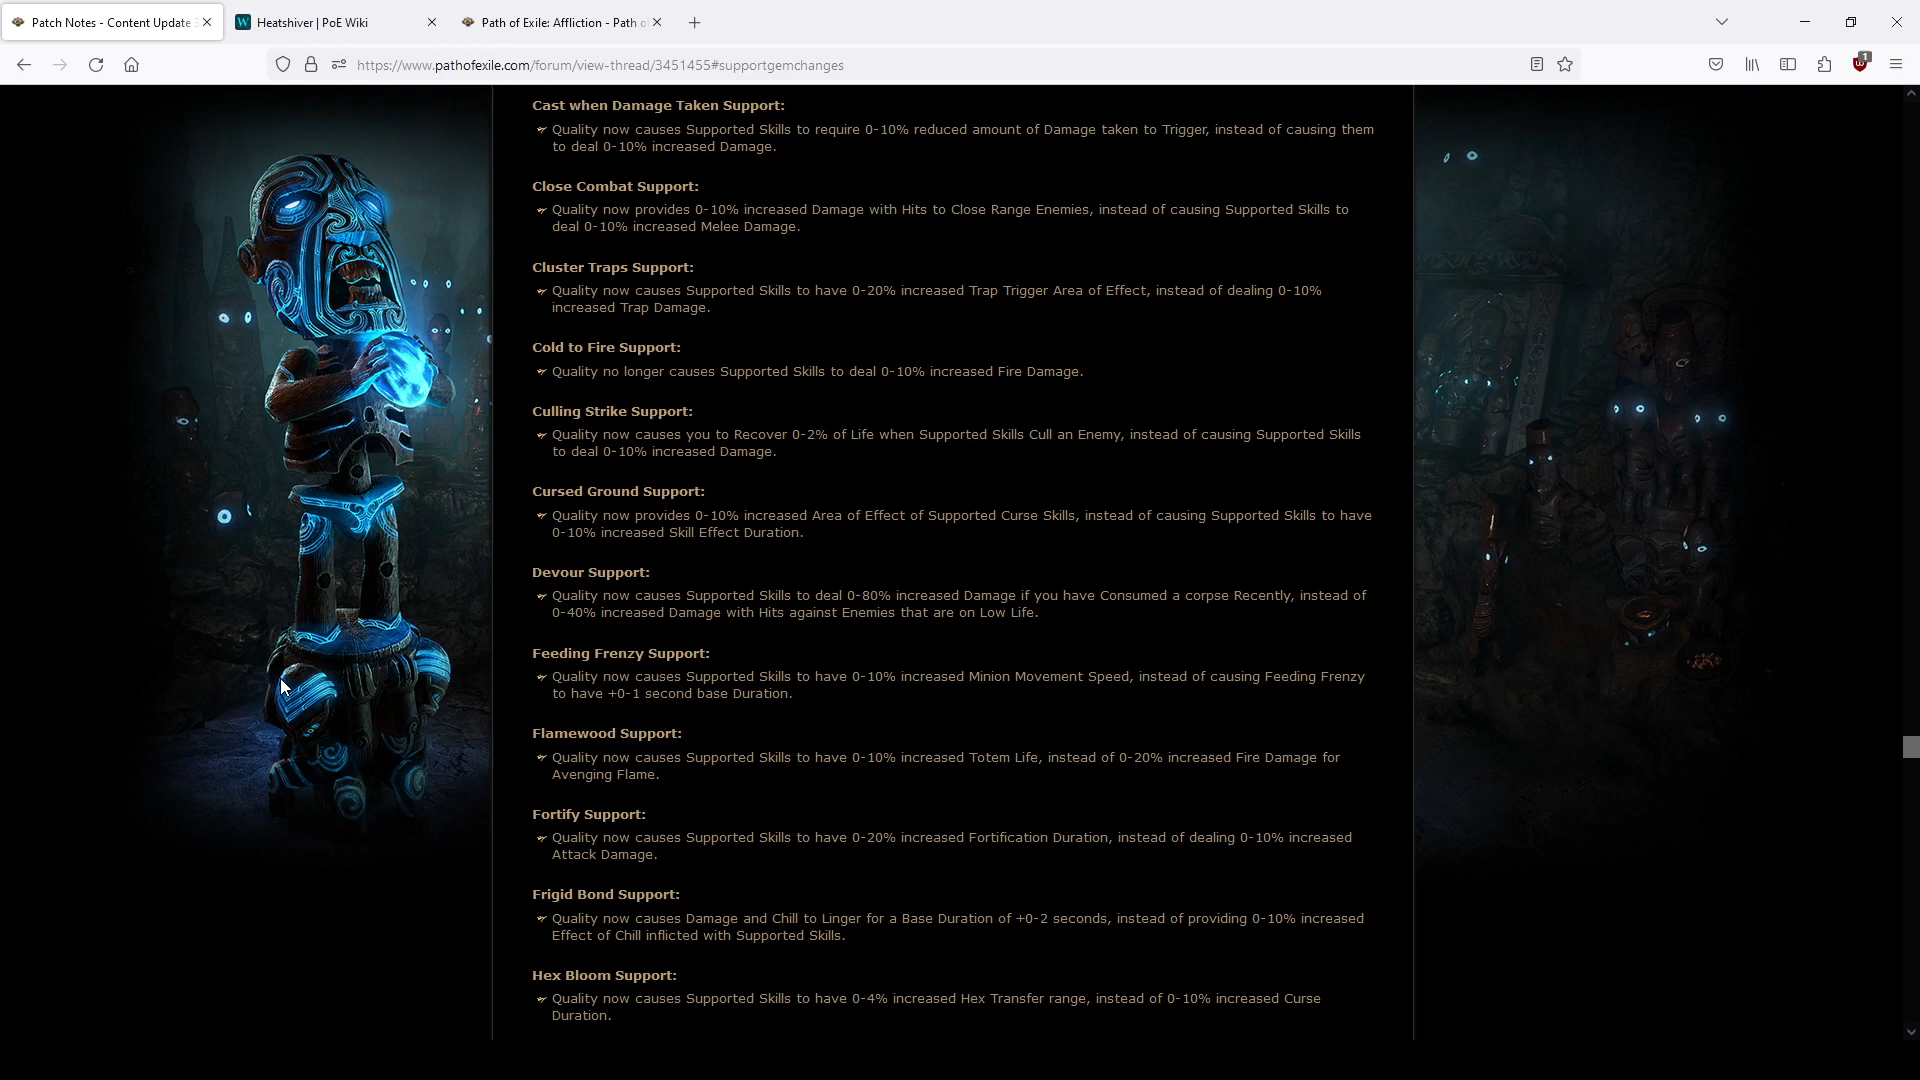 Patch Notes - Content Update 3
Heatshiver | PoE Wiki
Path of Exile: Affliction - Path of
https://www.pathofexile.com/forum/view-thread/3451455#supportgemchanges
1
Cast when Damage Taken Support:
Quality now causes Supported Skills to require 0-10% reduced amount of Damage taken to Trigger, instead of causing them
to deal 0-10% increased Damage.
Close Combat Support:
Quality now provides 0-10% increased Damage with Hits to Close Range Enemies, instead of causing Supported Skills to
deal 0-10% increased Melee Damage.
Cluster Traps Support:
Quality now causes Supported Skills to have 0-20% increased Trap Trigger Area of Effect, instead of dealing 0-10%
increased Trap Damage.
Cold to Fire Support:
Quality no longer causes Supported Skills to deal 0-10% increased Fire Damage.
Culling Strike Support:
Quality now causes you to Recover 0-2% of Life when Supported Skills Cull an Enemy, instead of causing Supported Skills
to deal 0-10% increased Damage.
Cursed Ground Support:
Quality now provides 0-10% increased Area of Effect of Supported Curse Skills, instead of causing Supported Skills to have
0-10% increased Skill Effect Duration.
Devour Support:
Quality now causes Supported Skills to deal 0-80% increased Damage if you have Consumed a corpse Recently, instead of
0-40% increased Damage with Hits against Enemies that are on Low Life.
Feeding Frenzy Support:
Quality now causes Supported Skills to have 0-10% increased Minion Movement Speed, instead of causing Feeding Frenzy
to have +0-1 second base Duration.
Flamewood Support:
Quality now causes Supported Skills to have 0-10% increased Totem Life, instead of 0-20% increased Fire Damage for
Avenging Flame.
Fortify Support:
Quality now causes Supported Skills to have 0-20% increased Fortification Duration, instead of dealing 0-10% increased
Attack Damage.
Frigid Bond Support:
Quality now causes Damage and Chill to Linger for a Base Duration of +0-2 seconds, instead of providing 0-10% increased
Effect of Chill inflicted with Supported Skills.
Hex Bloom Support:
Quality now causes Supported Skills to have 0-4% increased Hex Transfer range, instead of 0-10% increased Curse
Duration.